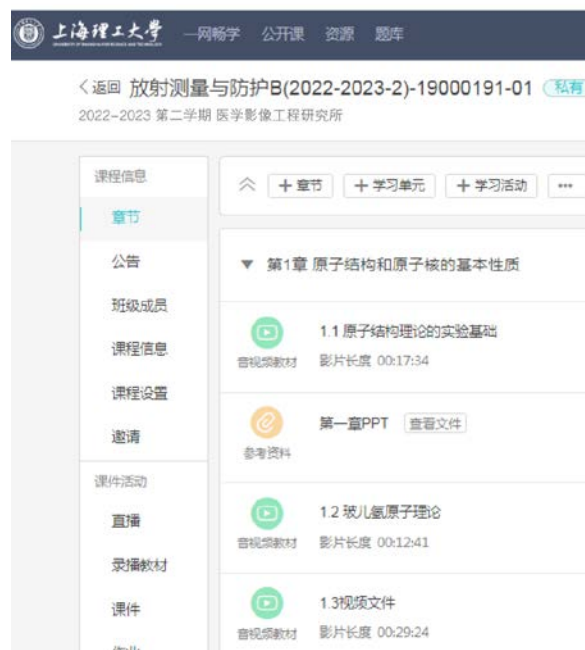 上海理工大学 一网畅学 公开课 资源 题库
返回 放射测量与防护B(2022-2023-2)-19000191-01 私有
2022-2023 第二学期 医学影像工程研究所
课程信息
章节
公告
班级成员
课程信息
课程设置
邀请
课件活动
直播
录播教材
课件
+ 章节 + 学习单元 + 学习活动 ...
第1章 原子结构和原子核的基本性质
1.1 原子结构理论的实验基础
音视频教材 影片长度 00:17:34
第一章PPT 查看文件
参考资料
1.2 玻儿氢原子理论
音视频教材 影片长度 00:12:41
1.3视频文件
音视频教材 影片长度 00:29:24